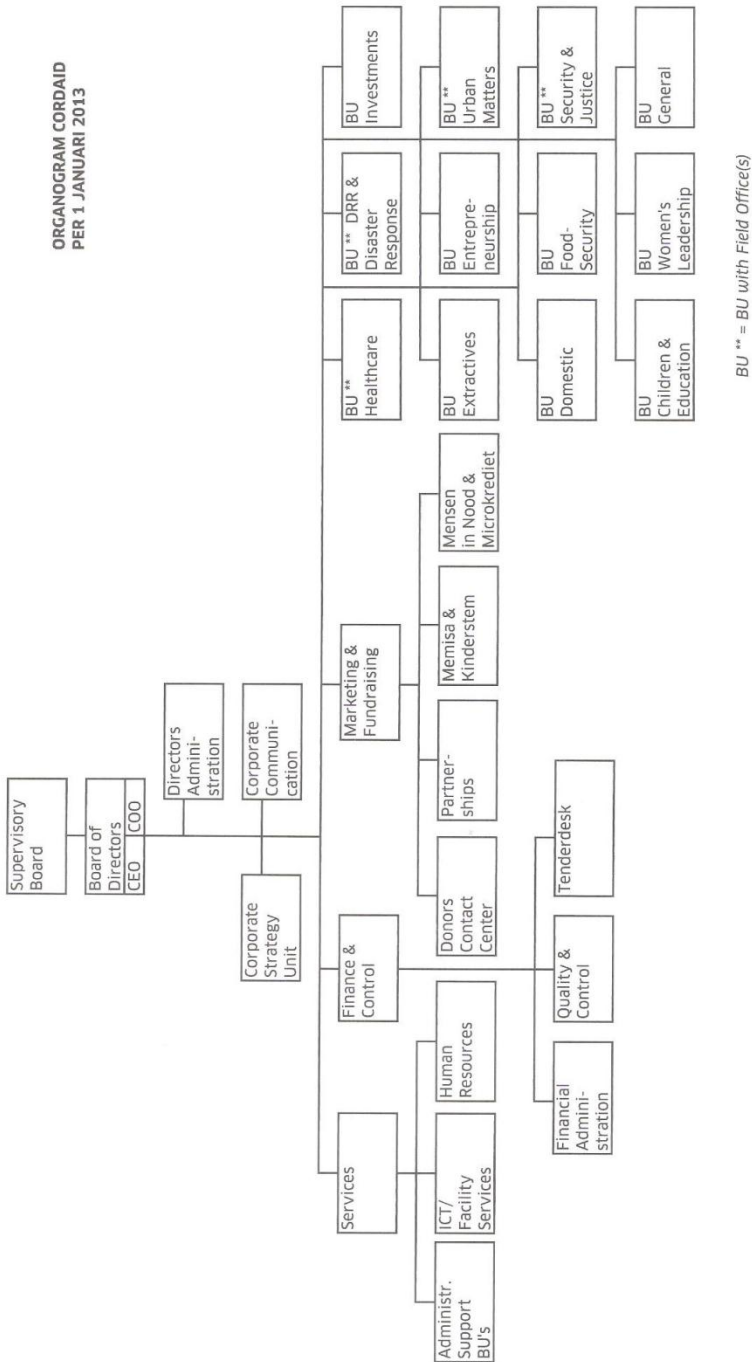 ORGANOGRAM CORDAID
PER 1 JANUARI 2013
Supervisory
Board
Board of
Directors
CEO COO
Directors
Admini-
stration
Corporate
Strategy
Unit
Corporate
Communi-
cation
Services
Finance &
Control
Marketing &
Fundraising
Administr.
Support
BU's
ICT/
Facility
Services
Human
Resources
Financial
Admini-
stration
Quality &
Control
Tenderdesk
Donors
Contact
Center
Partner-
ships
Memisa &
Kinderstem
Mensen
in Nood &
Microkrediet
BU **
Healthcare
BU ** DRR &
Disaster
Response
BU
Investments
BU
Extractives
BU
Entrepre-
neurship
BU **
Urban
Matters
BU
Domestic
BU
Food-
Security
BU **
Security &
Justice
BU
Children &
Education
BU
Women's
Leadership
BU
General
BU ** = BU with Field Office(s)